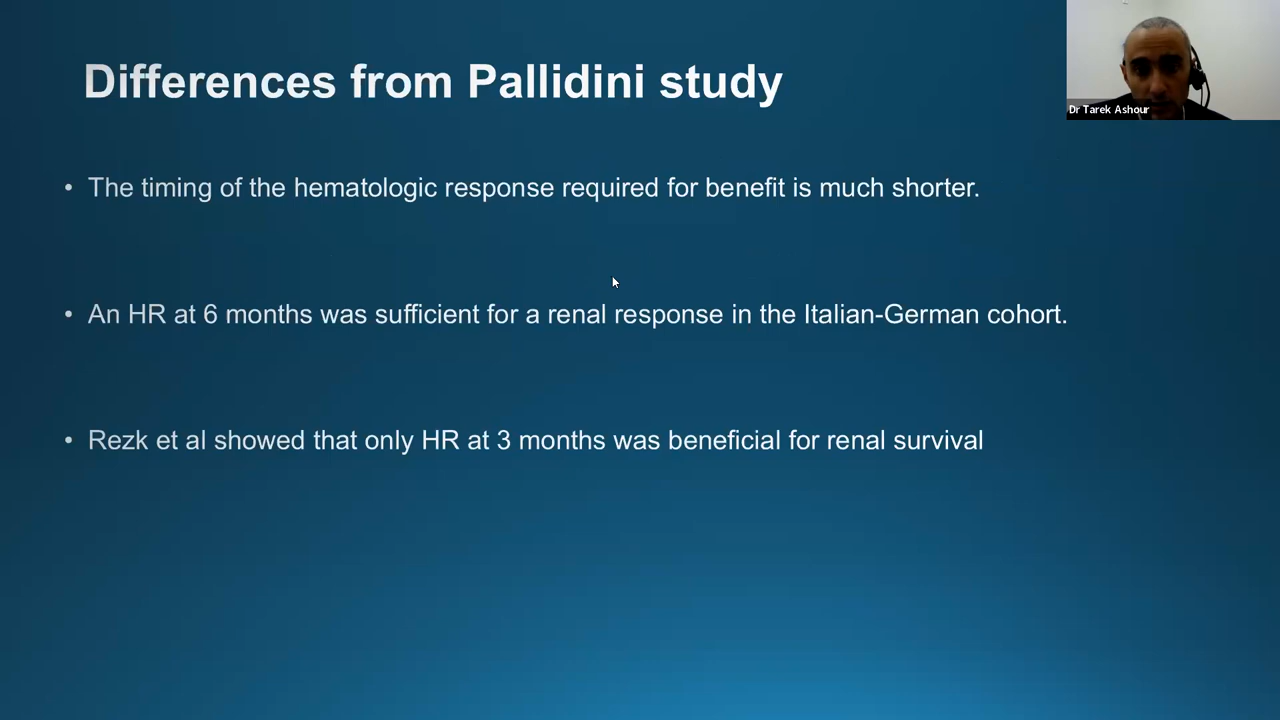 Differences from Pallidini study
Dr Tarek Ashour
• The timing of the hematologic response required for benefit is much shorter.
• An HR at 6 months was sufficient for a renal response in the Italian-German cohort.
• Rezk et al showed that only HR at 3 months was beneficial for renal survival